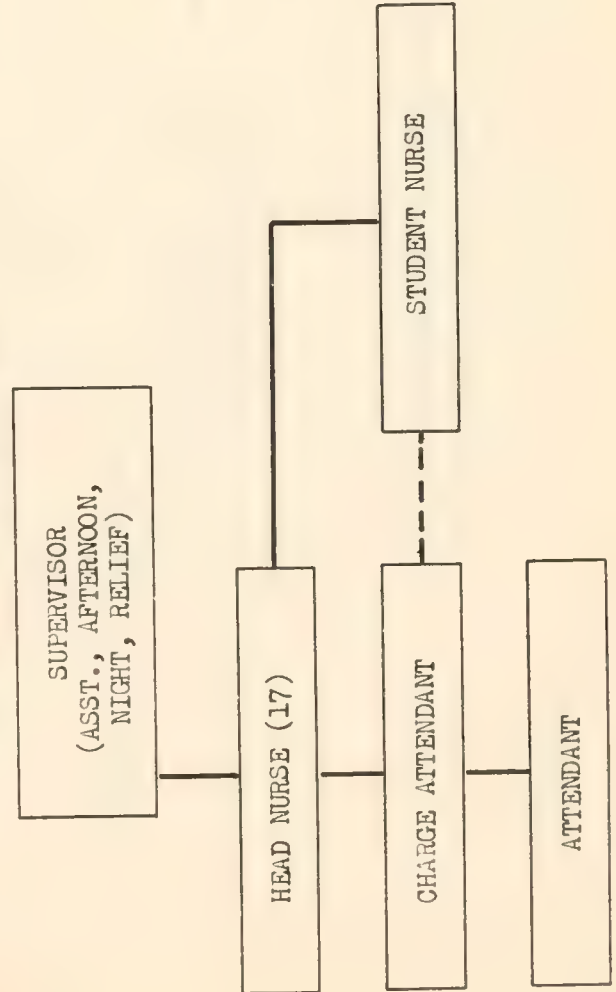 SUPERVISOR
(ASST., AFTERNOON,
NIGHT, RELIEF)
HEAD NURSE (17)
CHARGE ATTENDANT
STUDENT NURSE
ATTENDANT